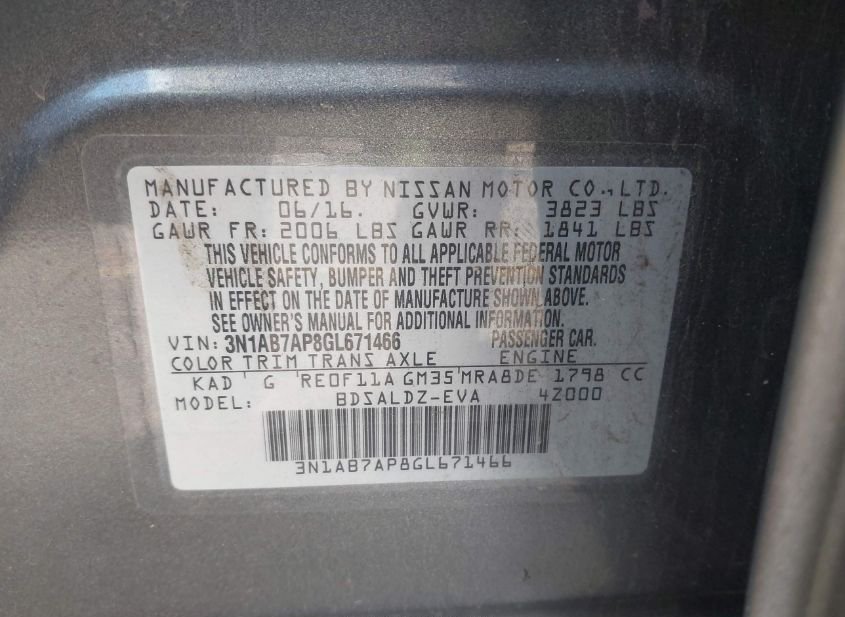 MANUFACTURED BY NISSAN MOTOR CO., LTD.
DATE: 06/16. GVWR: 3823 LBS
GAWR FR: 2006 LBS GAWR RR: 1841 LBS
THIS VEHICLE CONFORMS TO ALL APPLICABLE FEDERAL MOTOR
VEHICLE SAFETY, BUMPER AND THEFT PREVENTION STANDARDS
IN EFFECT ON THE DATE OF MANUFACTURE SHOWN ABOVE.
SEE OWNER'S MANUAL FOR ADDITIONAL INFORMATION.
VIN: 3N1AB7AP8GL671466 PASSENGER CAR.
COLOR TRIM TRANS AXLE ENGINE
KAD G RE0F11A GM35 MRA8DE 1798 CC
MODEL: BDSALDZ-EVA 4Z000
3N1AB7AP8GL671466